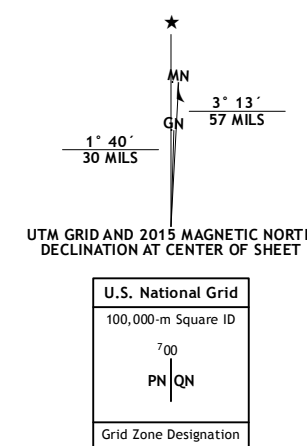 ★
MN
3° 13´
57 MILS
GN
1° 40´
30 MILS
UTM GRID AND 2015 MAGNETIC NORTH
DECLINATION AT CENTER OF SHEET
U.S. National Grid
100,000-m Square ID
⁷00
PN QN
Grid Zone Designation